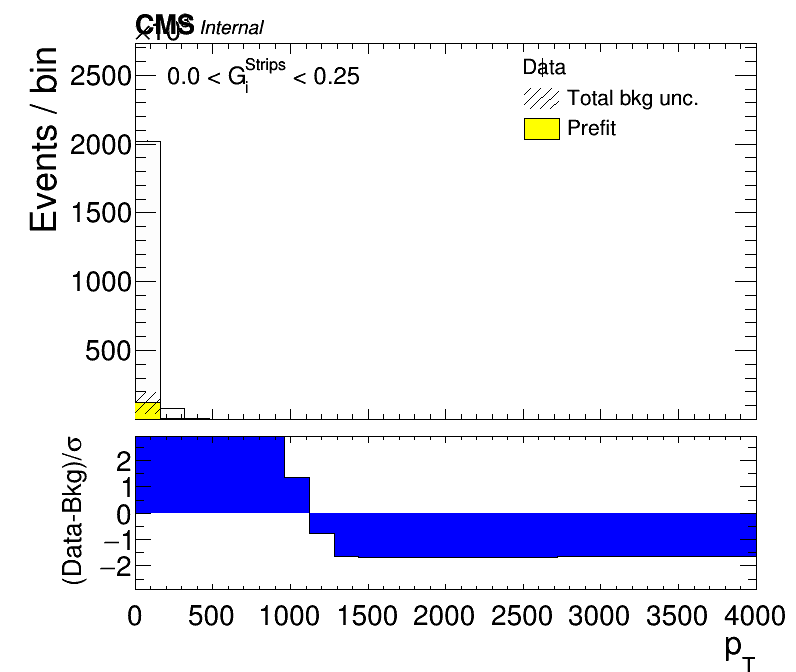 CMS Internal
×10³
0.0 < G_i^Strips < 0.25
Data
Total bkg unc.
Prefit
Events / bin
2500
2000
1500
1000
500
(Data-Bkg)/σ
2
1
0
−1
−2
0 500 1000 1500 2000 2500 3000 3500 4000
p_T